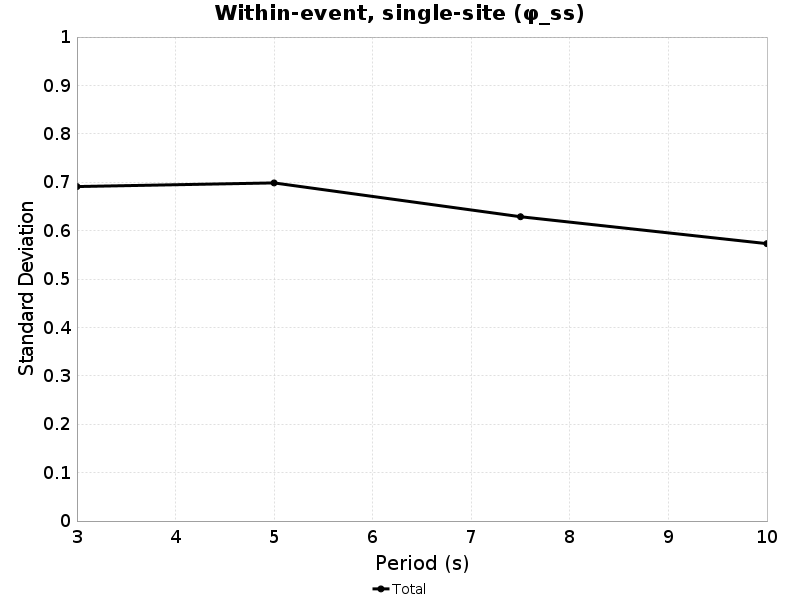 Within-event, single-site (φ_ss)
1
0.9
0.8
0.7
0.6
0.5
0.4
0.3
0.2
0.1
0
Standard Deviation
3 4 5 6 7 8 9 10
Period (s)
Total